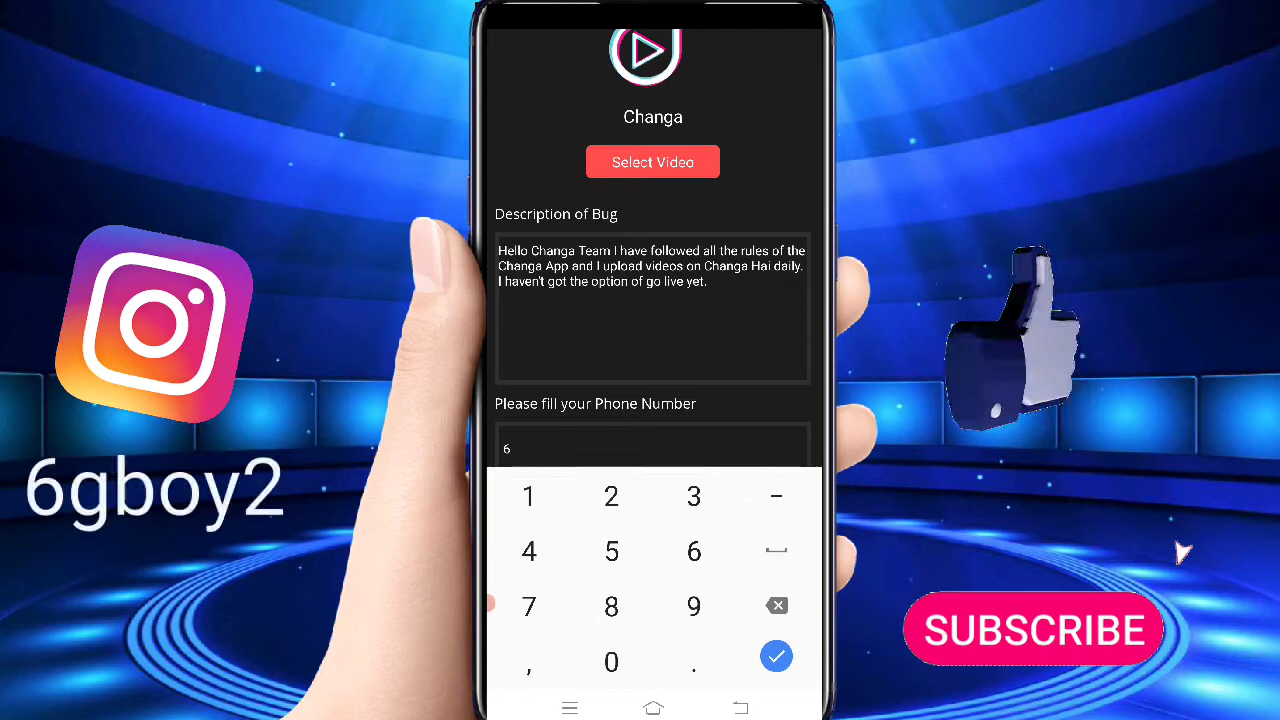 Changa
Select Video
Description of Bug
Hello Changa Team I have followed all the rules of the
Changa App and I upload videos on Changa Hai daily.
I haven't got the option of go live yet.
Please fill your Phone Number
6
1 2 3 -
4 5 6
7 8 9
, 0 .
6gboy2
SUBSCRIBE